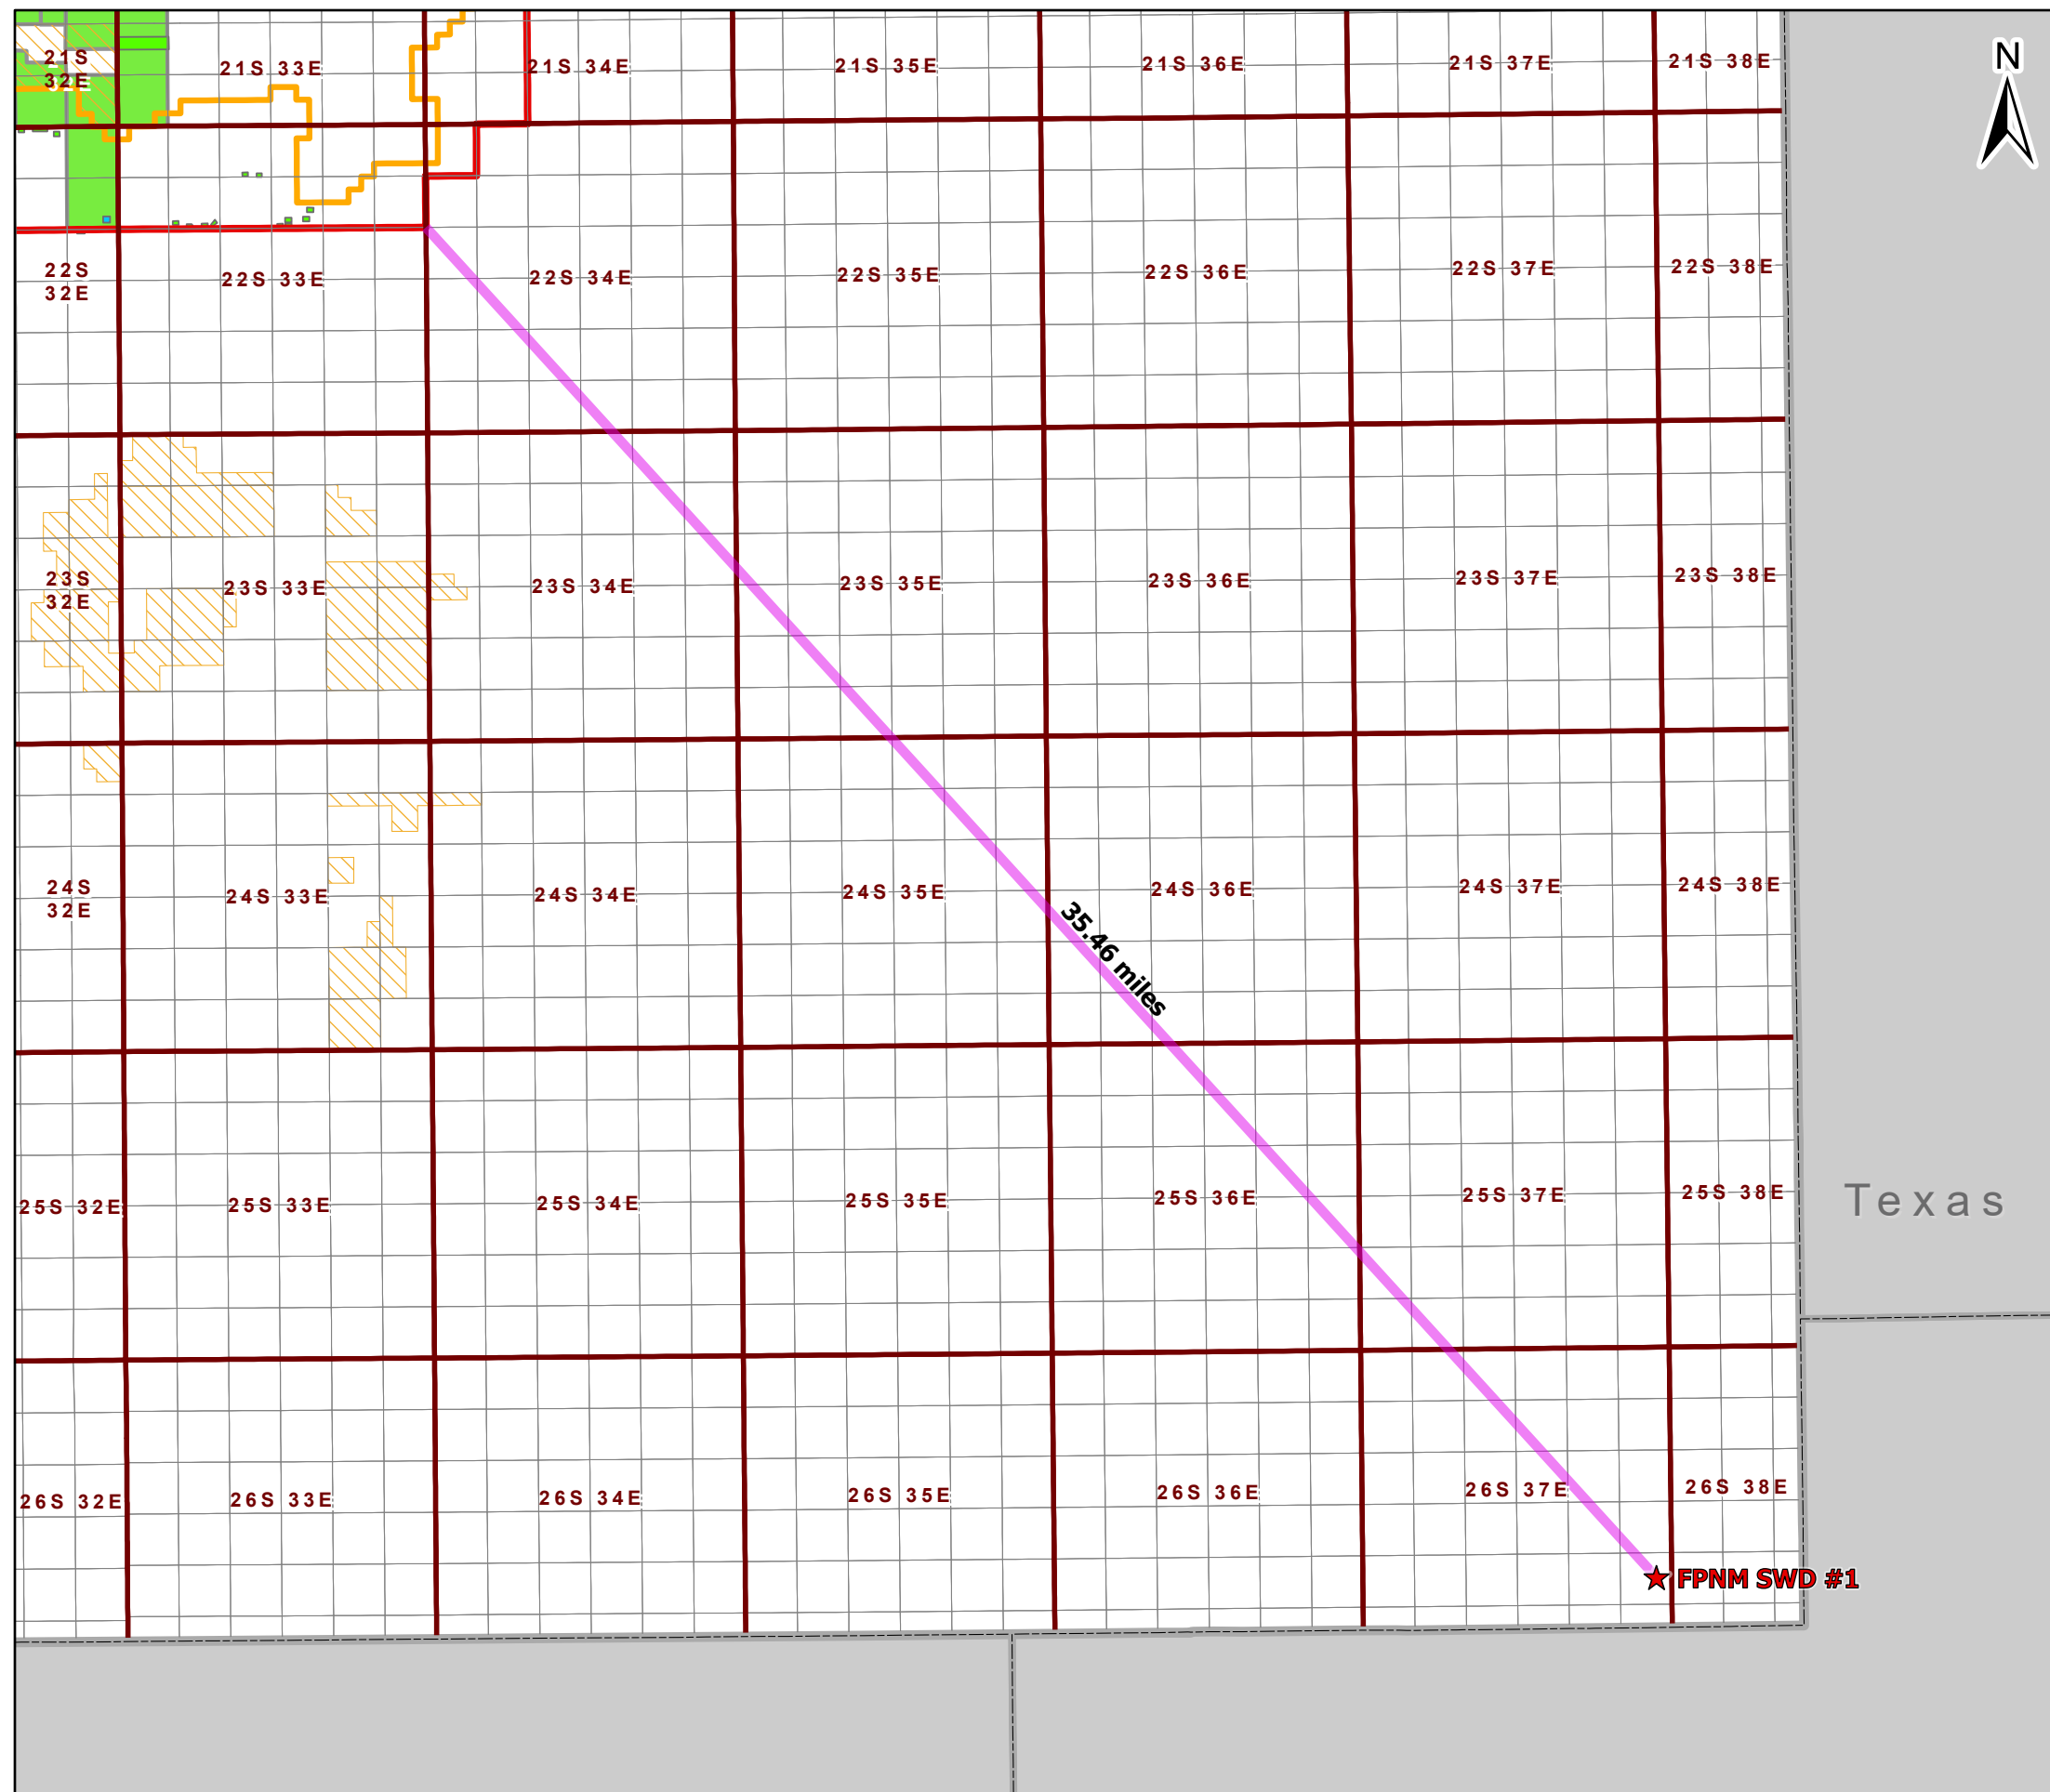 N
21S
32E
21S 33E
21S 34E
21S 35E
21S 36E
21S 37E
21S 38E
22S
32E
22S 33E
22S 34E
22S 35E
22S 36E
22S 37E
22S 38E
23S
32E
23S 33E
23S 34E
23S 35E
23S 36E
23S 37E
23S 38E
24S
32E
24S 33E
24S 34E
24S 35E
24S 36E
24S 37E
24S 38E
35.46 miles
25S 32E
25S 33E
25S 34E
25S 35E
25S 36E
25S 37E
25S 38E
Texas
26S 32E
26S 33E
26S 34E
26S 35E
26S 36E
26S 37E
26S 38E
FPNM SWD #1